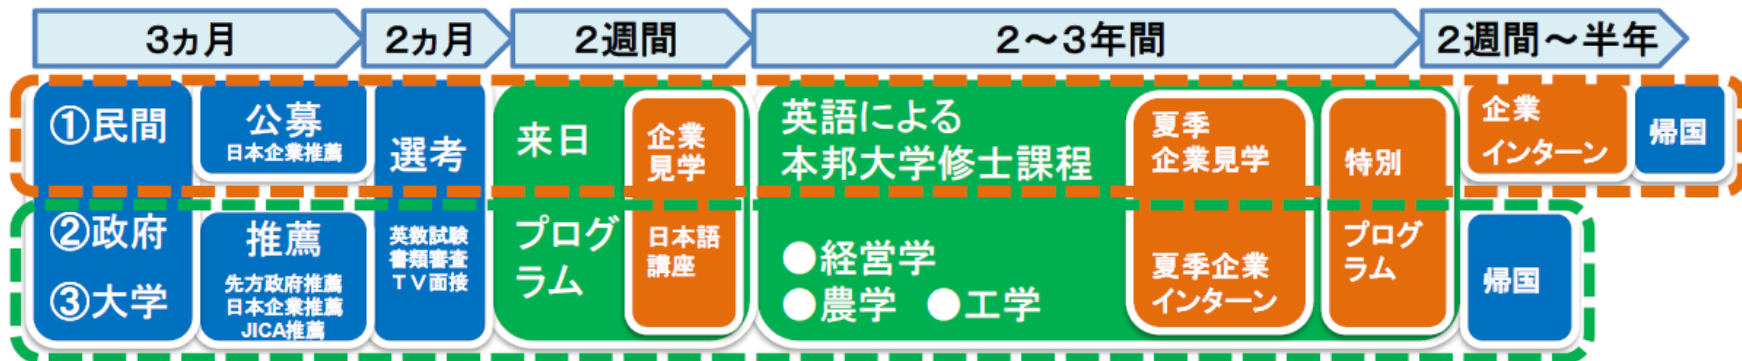 3ヵ月
2ヵ月
2週間
2～3年間
2週間～半年
①民間
②政府
③大学
公募
日本企業推薦
推薦
先方政府推薦
日本企業推薦
JICA推薦
選考
英数試験
書類審査
TV面接
来日
プログ
ラム
企業
見学
日本語
講座
英語による
本邦大学修士課程
●経営学
●農学 ●工学
夏季
企業見学
夏季企業
インターン
特別
プログ
ラム
企業
インターン
帰国
帰国